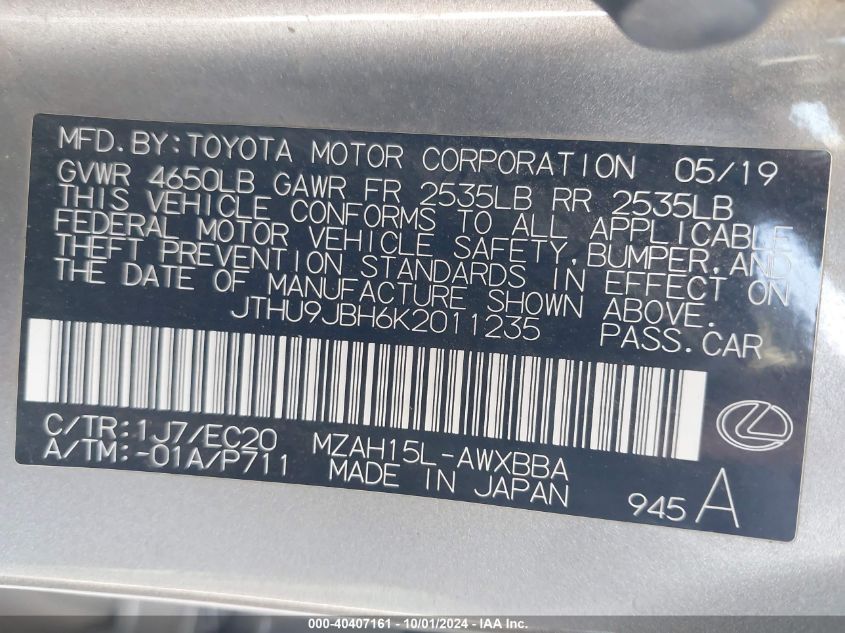 MFD. BY: TOYOTA MOTOR CORPORATION 05/19
GVWR 4650LB GAWR FR 2535LB RR 2535LB
THIS VEHICLE CONFORMS TO ALL APPLICABLE
FEDERAL MOTOR VEHICLE SAFETY, BUMPER, AND
THEFT PREVENTION STANDARDS IN EFFECT ON
THE DATE OF MANUFACTURE SHOWN ABOVE.
JTHU9JBH6K2011235 PASS. CAR
C/TR: 1J7/EC20 MZAH15L-AWXBBA
A/TM: -01A/P711 MADE IN JAPAN 945 A
000-40407161 - 10/01/2024 - IAA Inc.